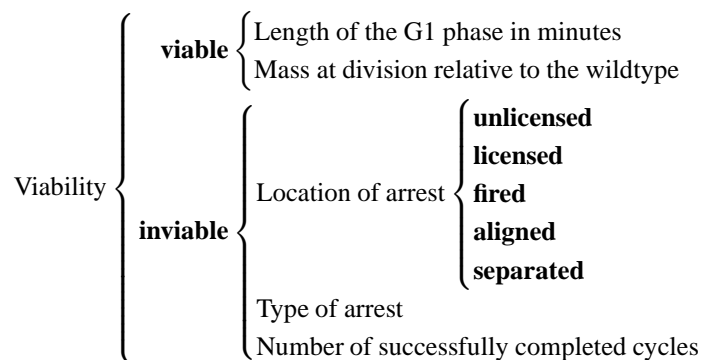 viable
Length of the G1 phase in minutes
Mass at division relative to the wildtype
Viability
inviable
Location of arrest
unlicensed
licensed
fired
aligned
separated
Type of arrest
Number of successfully completed cycles